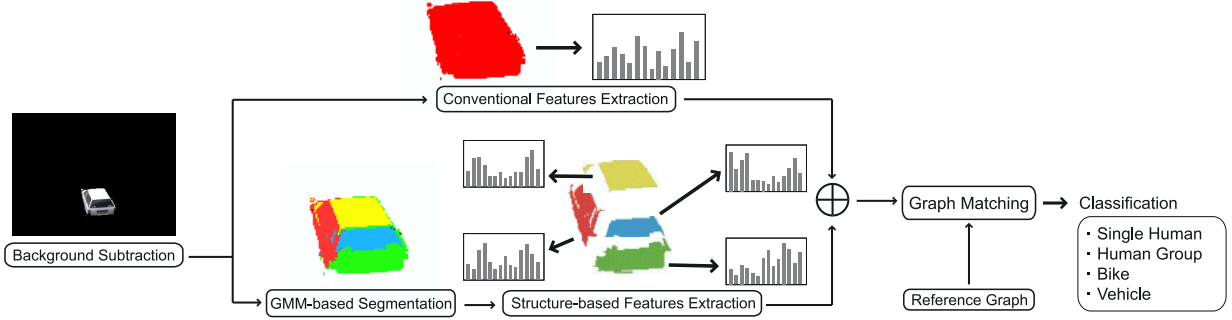 Conventional Features Extraction
Background Subtraction
GMM-based Segmentation
Structure-based Features Extraction
Graph Matching
Reference Graph
Classification
· Single Human
· Human Group
· Bike
· Vehicle